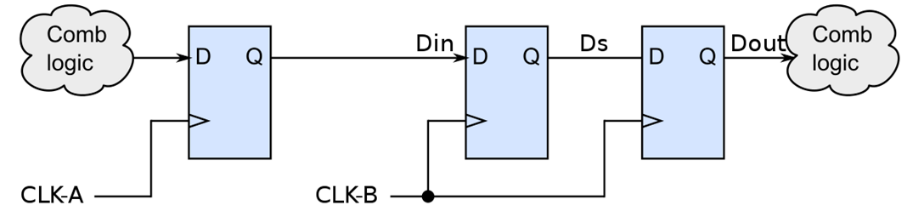 Comb
logic
D
Q
Din
D
Q
Ds
D
Q
Dout
Comb
logic
CLK-A
CLK-B